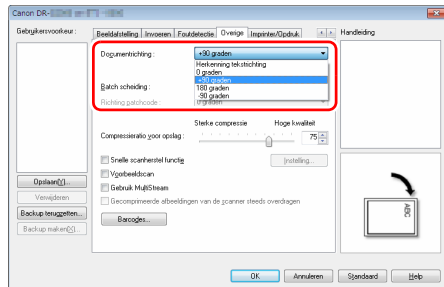 Canon DR-
Gebruikersvoorkeur :
Beeldafstelling Invoeren Foutdetectie Overige Imprinter/Opdruk
Handleiding
Documentrichting : +90 graden
Herkenning tekstrichting
0 graden
+90 graden
180 graden
-90 graden
Batch scheiding :
Richting patchcode : 0 graden
Sterke compressie Hoge kwaliteit
Compressieratio voor opslag : 75
Snelle scanherstel functie Instelling...
Voorbeeldscan
Gebruik MultiStream
Gecomprimeerde afbeeldingen van de scanner steeds overdragen
Barcodes...
Opslaan(Y)...
Verwijderen
Backup terugzetten...
Backup maken(X)...
ABC
OK Annuleren Standaard Help